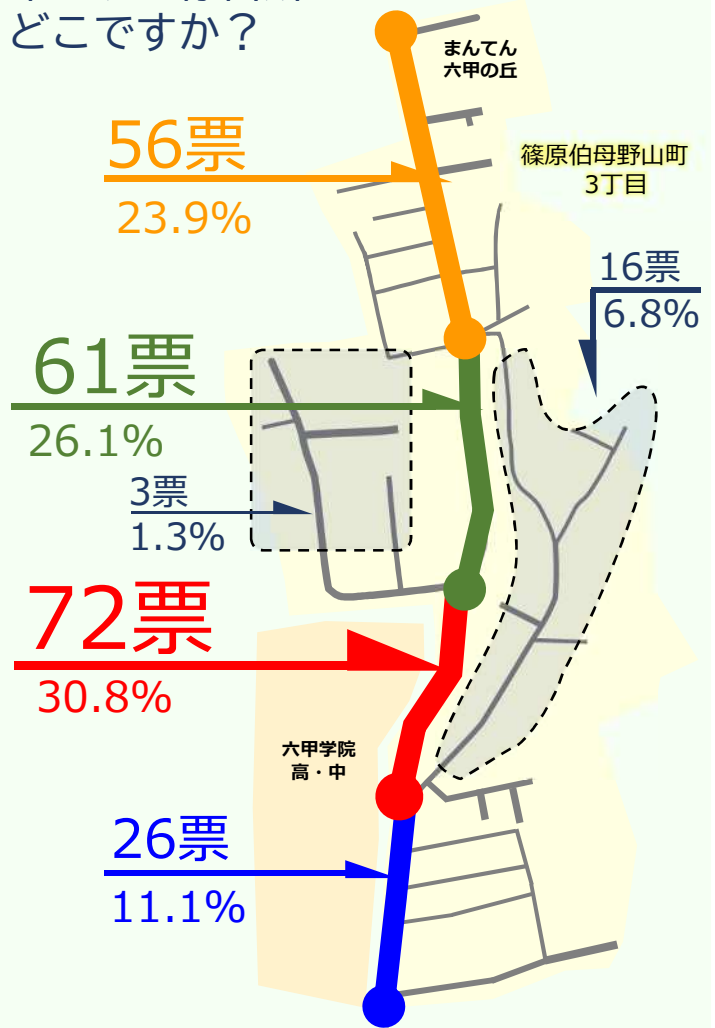 どこですか？
まんてん
六甲の丘
56票
23.9%
篠原伯母野山町
3丁目
16票
6.8%
61票
26.1%
3票
1.3%
72票
30.8%
六甲学院
高・中
26票
11.1%